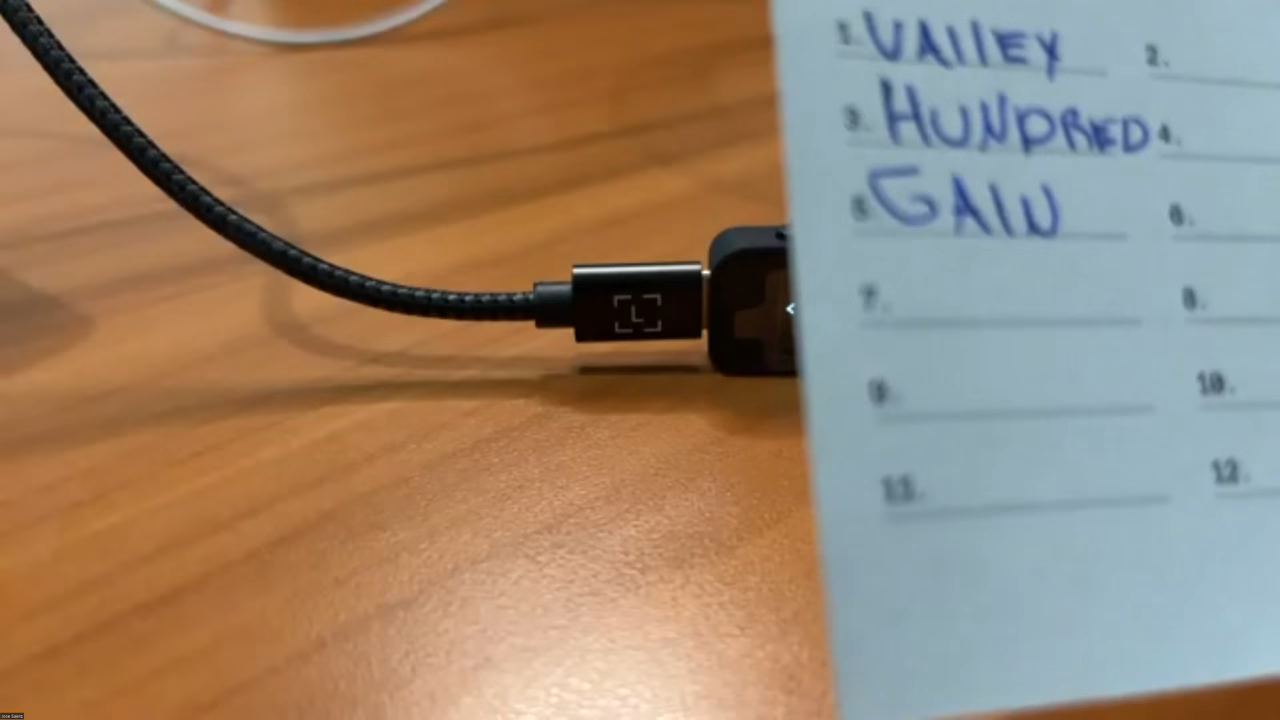 1. VALLEY 2.
3. HUNDRED 4.
5. GAIN 6.
7. 8.
9. 10.
11. 12.
L